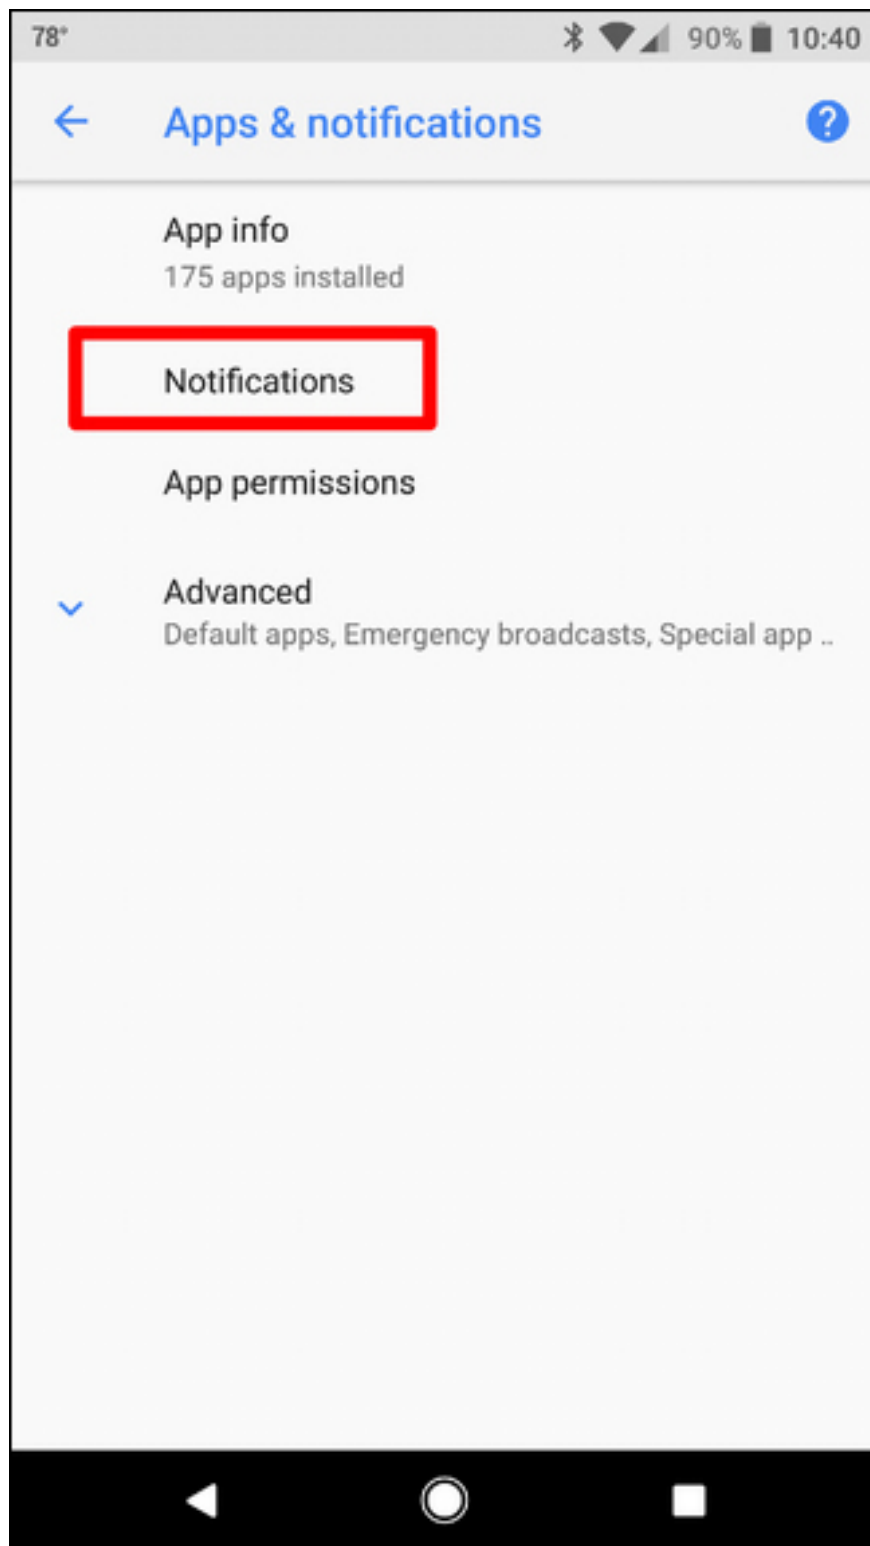 78°
90% 10:40
Apps & notifications
App info
175 apps installed
Notifications
App permissions
Advanced
Default apps, Emergency broadcasts, Special app ..